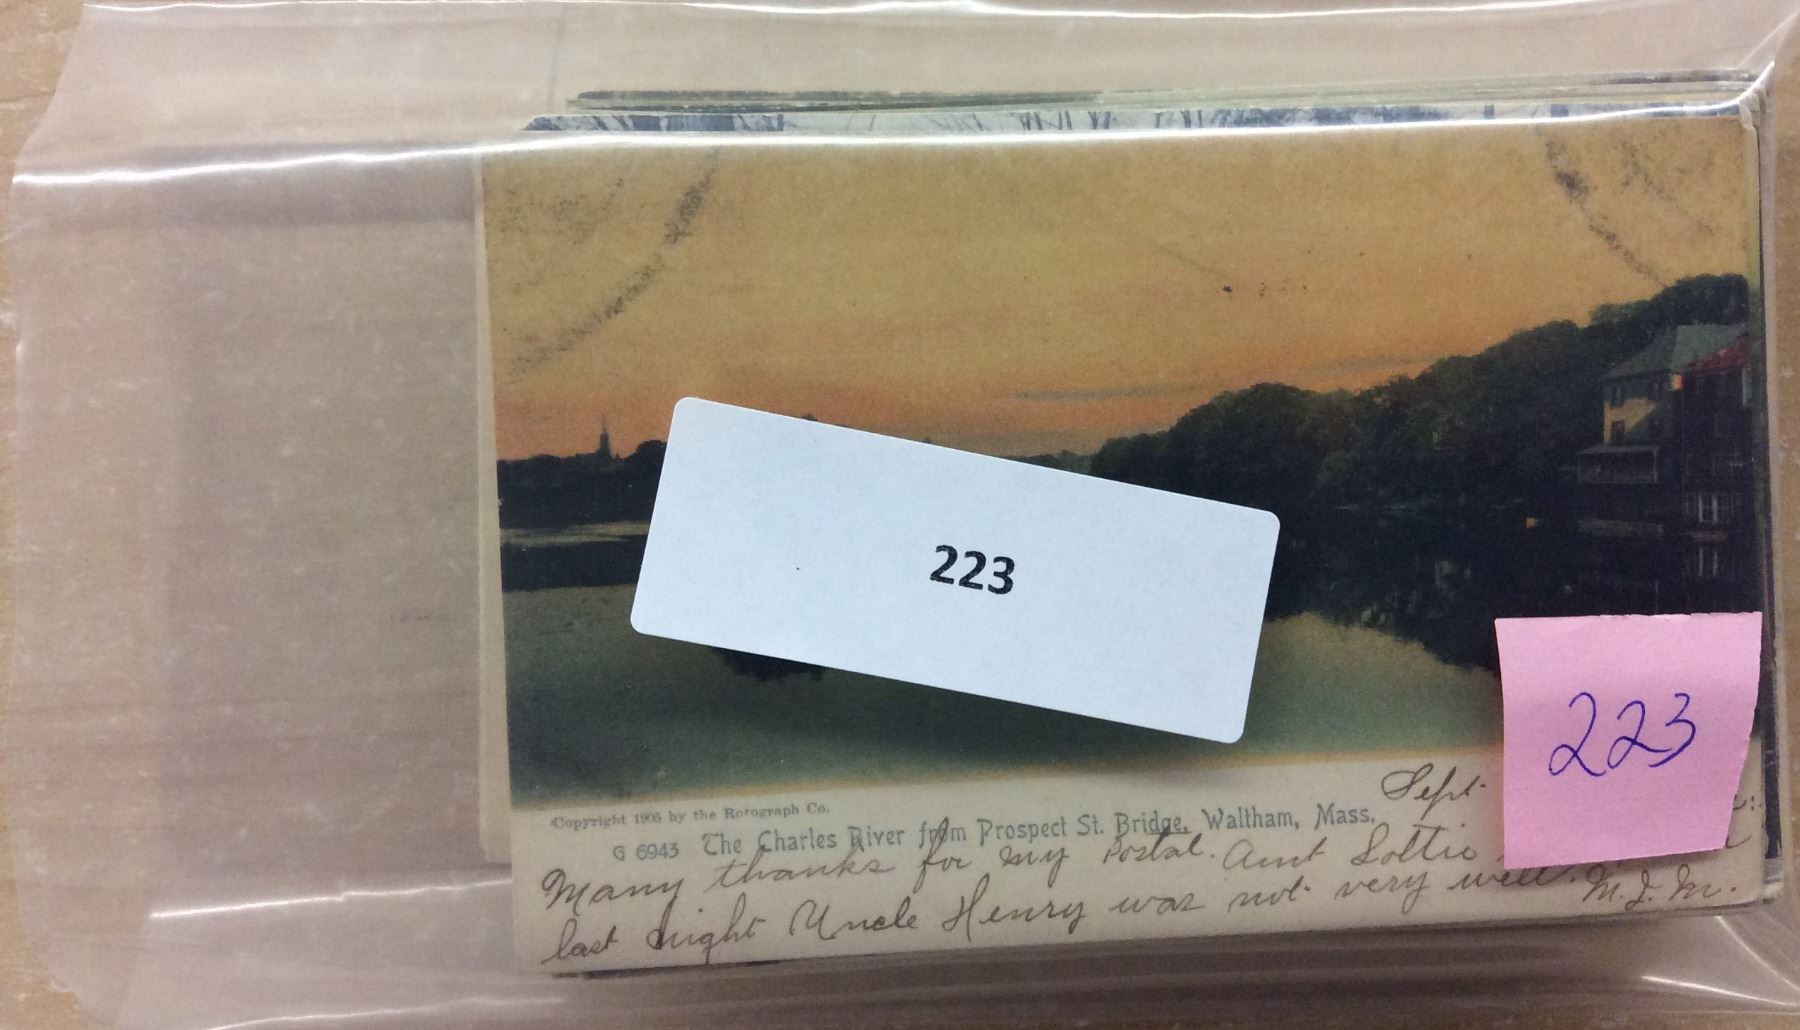 223
223
Sept.
Copyright 1905 by the Rotograph Co.
G 6943 The Charles River from Prospect St. Bridge, Waltham, Mass.
Many thanks for my Postal. Aunt Lottie
last night Uncle Henry was not very well. M. J. M.